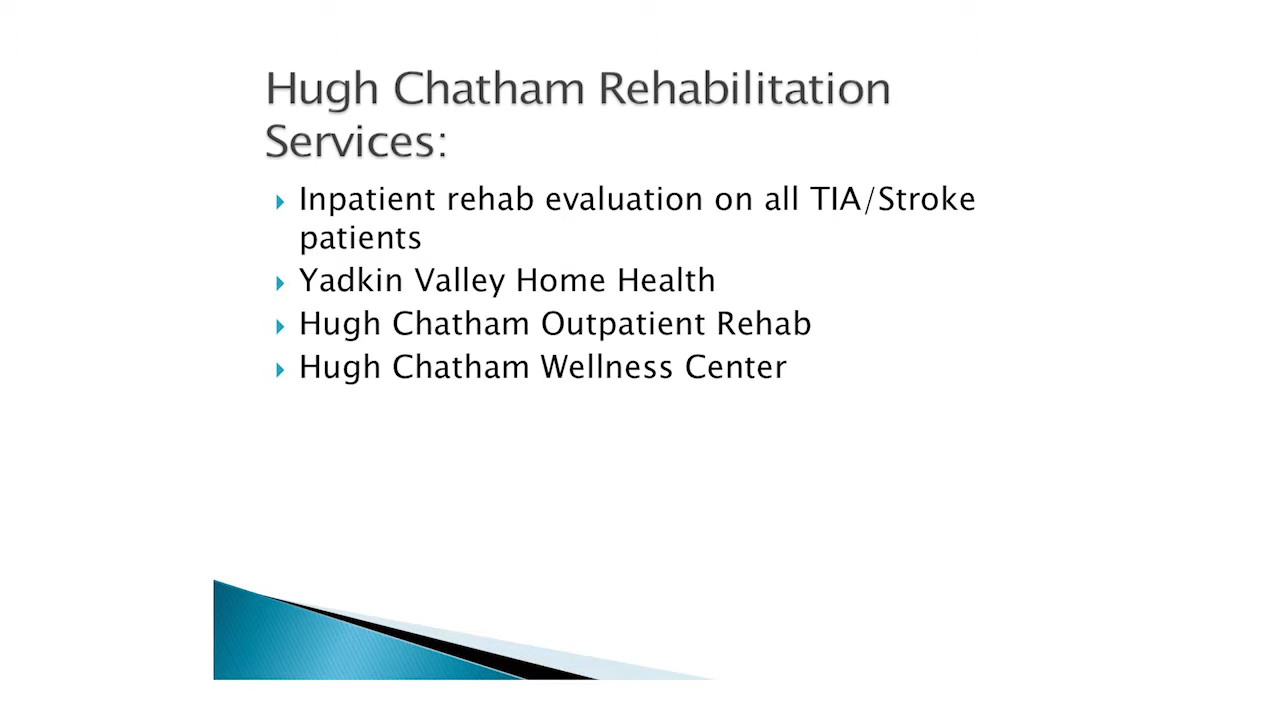 Hugh Chatham Rehabilitation
Services:
Inpatient rehab evaluation on all TIA/Stroke
patients
Yadkin Valley Home Health
Hugh Chatham Outpatient Rehab
Hugh Chatham Wellness Center